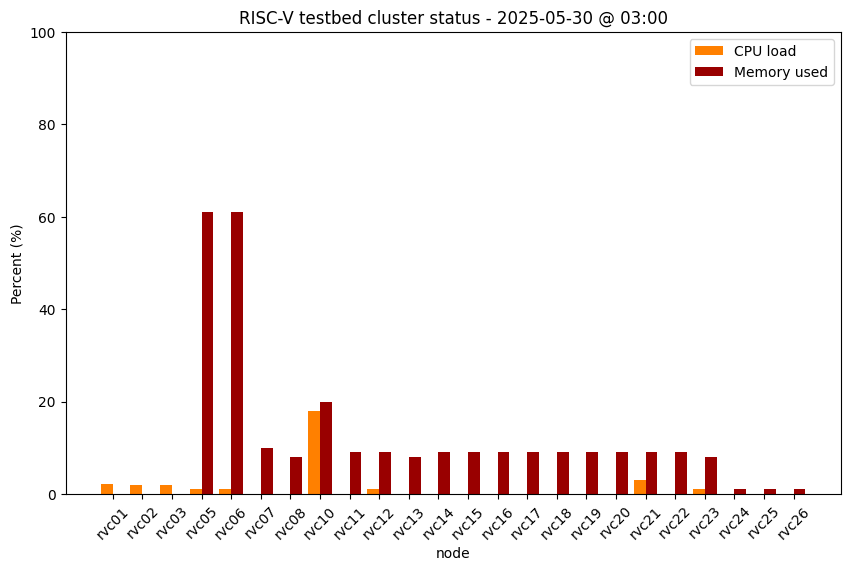 RISC-V testbed cluster status - 2025-05-30 @ 03:00
CPU load
Memory used
Percent (%)
100
80
60
40
20
0
rvc01 rvc02 rvc03 rvc05 rvc06 rvc07 rvc08 rvc10 rvc11 rvc12 rvc13 rvc14 rvc15 rvc16 rvc17 rvc18 rvc19 rvc20 rvc21 rvc22 rvc23 rvc24 rvc25 rvc26
node